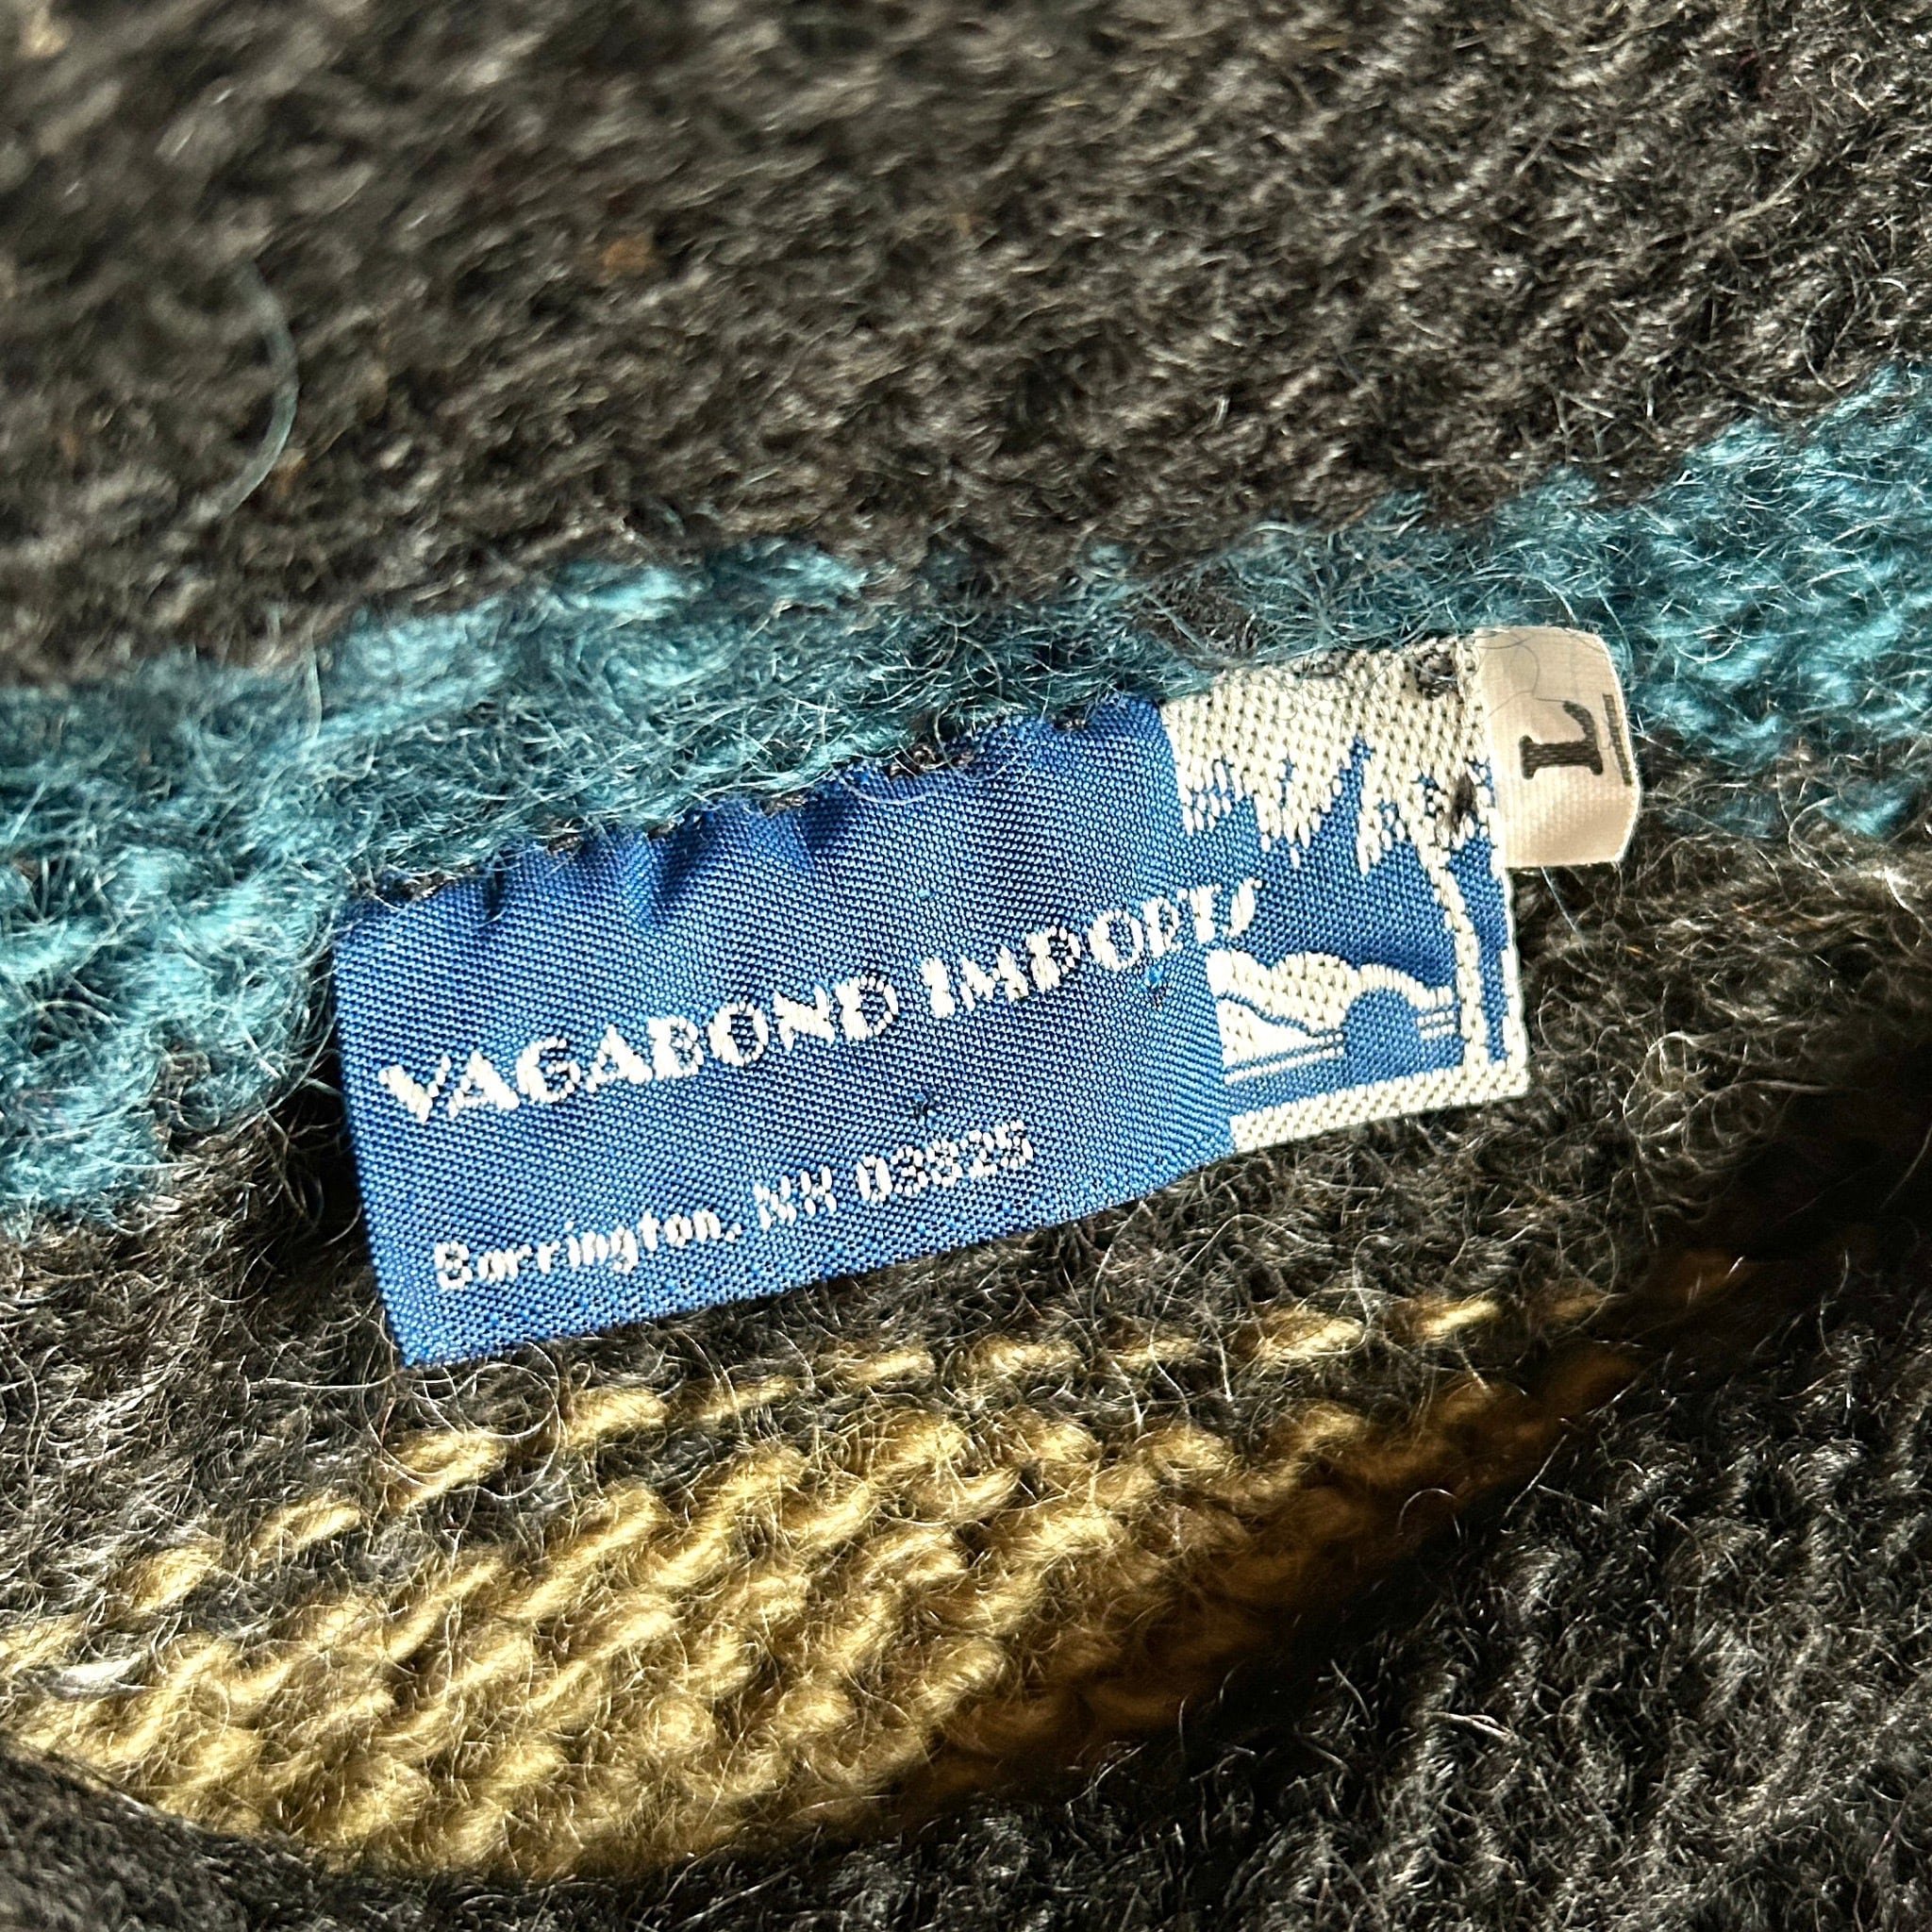 VAGABOND IMPORTS
Barrington, NH 03825
L